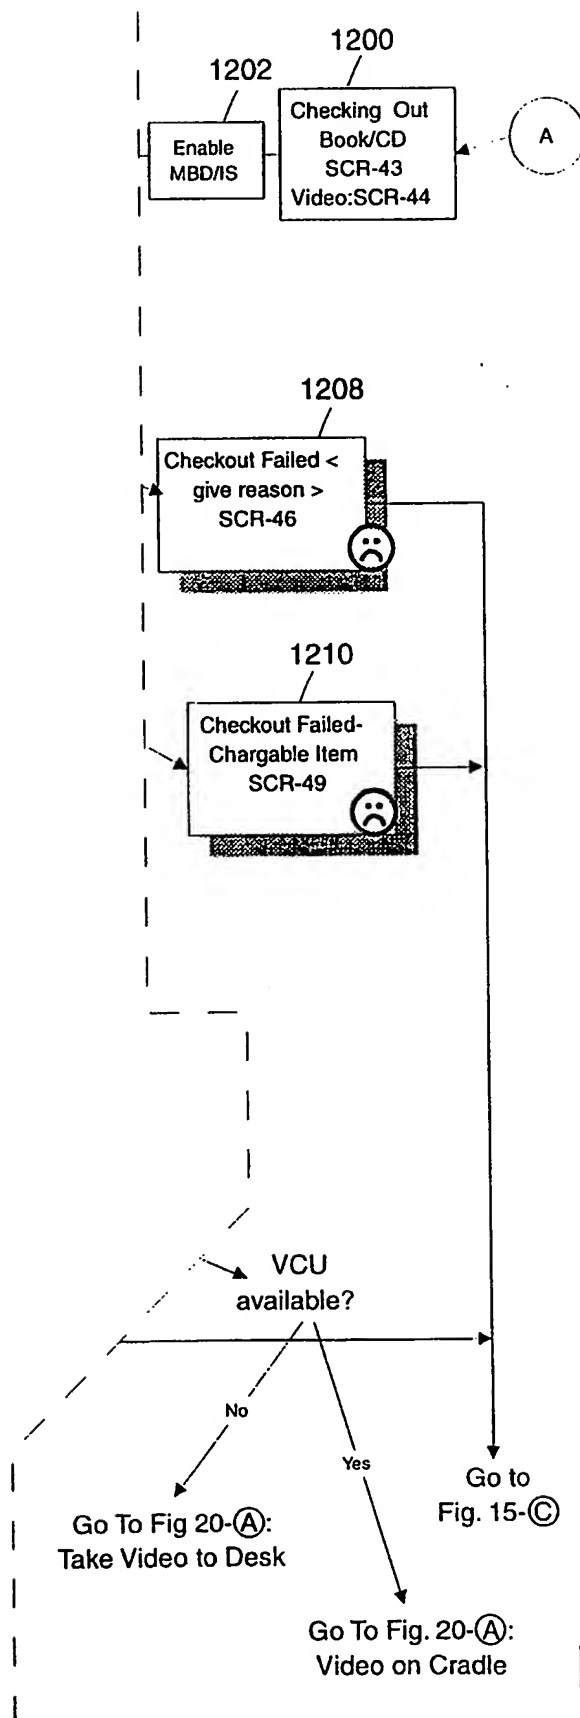 1200
1202
Checking Out
Book/CD
SCR-43
Video:SCR-44
Enable
MBD/IS
A
1208
Checkout Failed <
give reason >
SCR-46
1210
Checkout Failed-
Chargable Item
SCR-49
VCU
available?
No
Yes
Go to
Fig. 15-Ⓒ
Go To Fig 20-Ⓐ:
Take Video to Desk
Go To Fig. 20-Ⓐ:
Video on Cradle